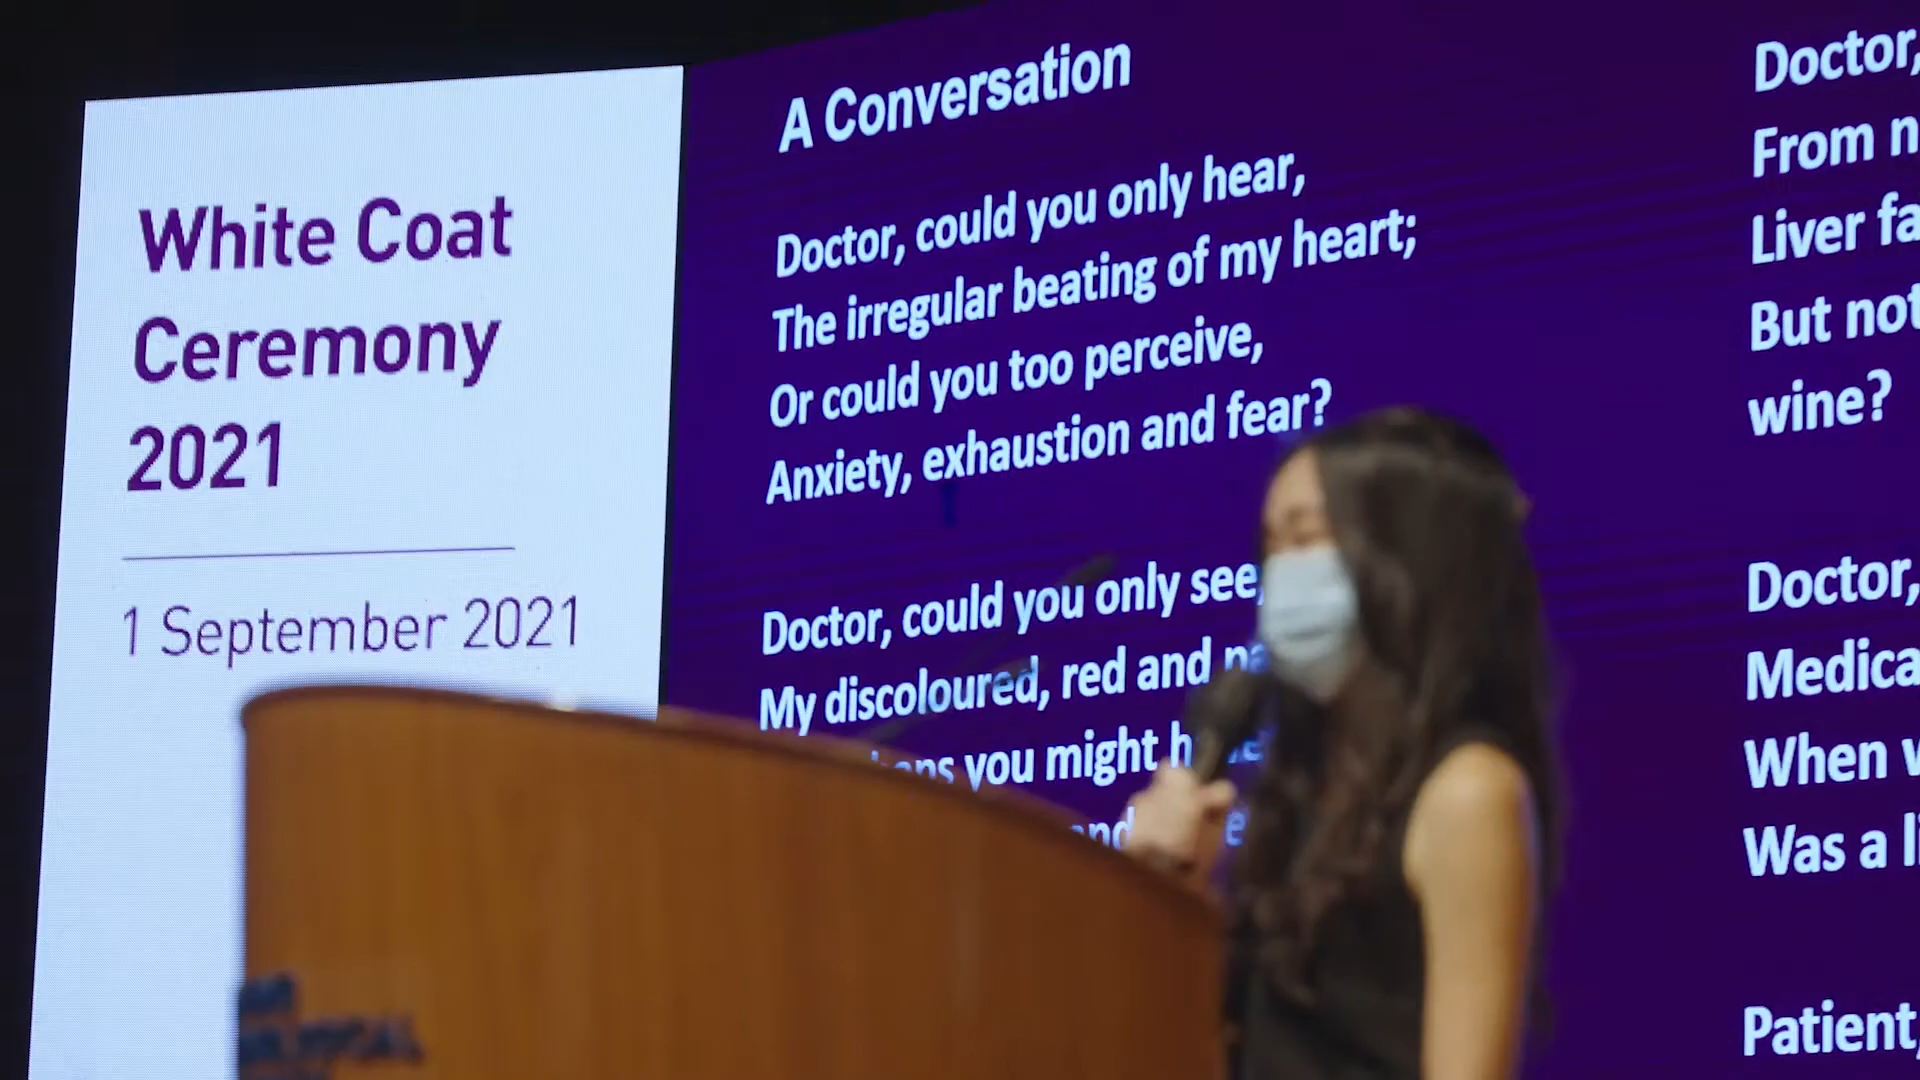 White Coat
Ceremony
2021
1 September 2021
A Conversation
Doctor, could you only hear,
The irregular beating of my heart;
Or could you too perceive,
Anxiety, exhaustion and fear?
Doctor, could you only see,
My discoloured, red and
you might
Doctor,
From
Liver
But not
wine?
Doctor,
When
Was a
Patient,